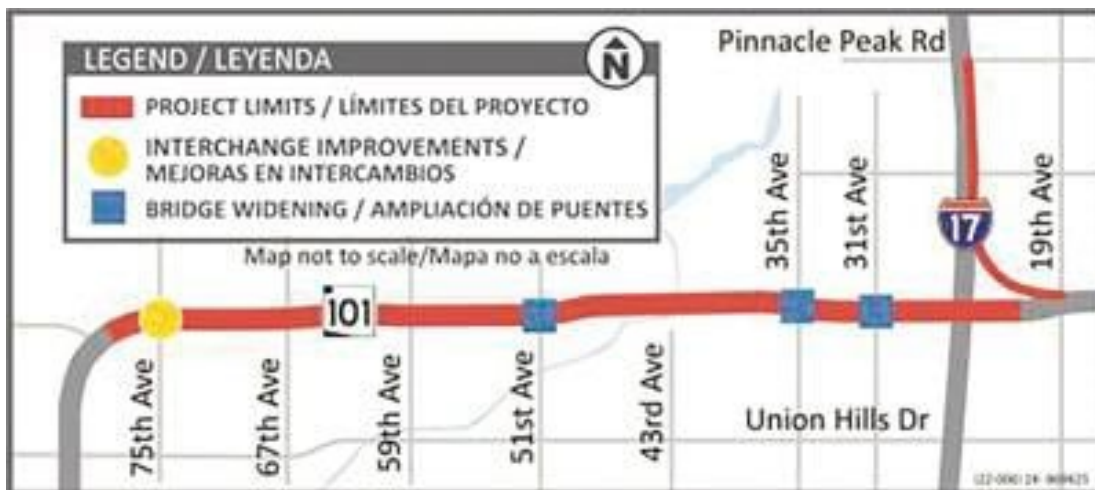 LEGEND / LEYENDA
N
PROJECT LIMITS / LÍMITES DEL PROYECTO
INTERCHANGE IMPROVEMENTS /
MEJORAS EN INTERCAMBIOS
BRIDGE WIDENING / AMPLIACIÓN DE PUENTES
Map not to scale/Mapa no a escala
Pinnacle Peak Rd
35th Ave
31st Ave
17
19th Ave
101
75th Ave
67th Ave
59th Ave
51st Ave
43rd Ave
Union Hills Dr